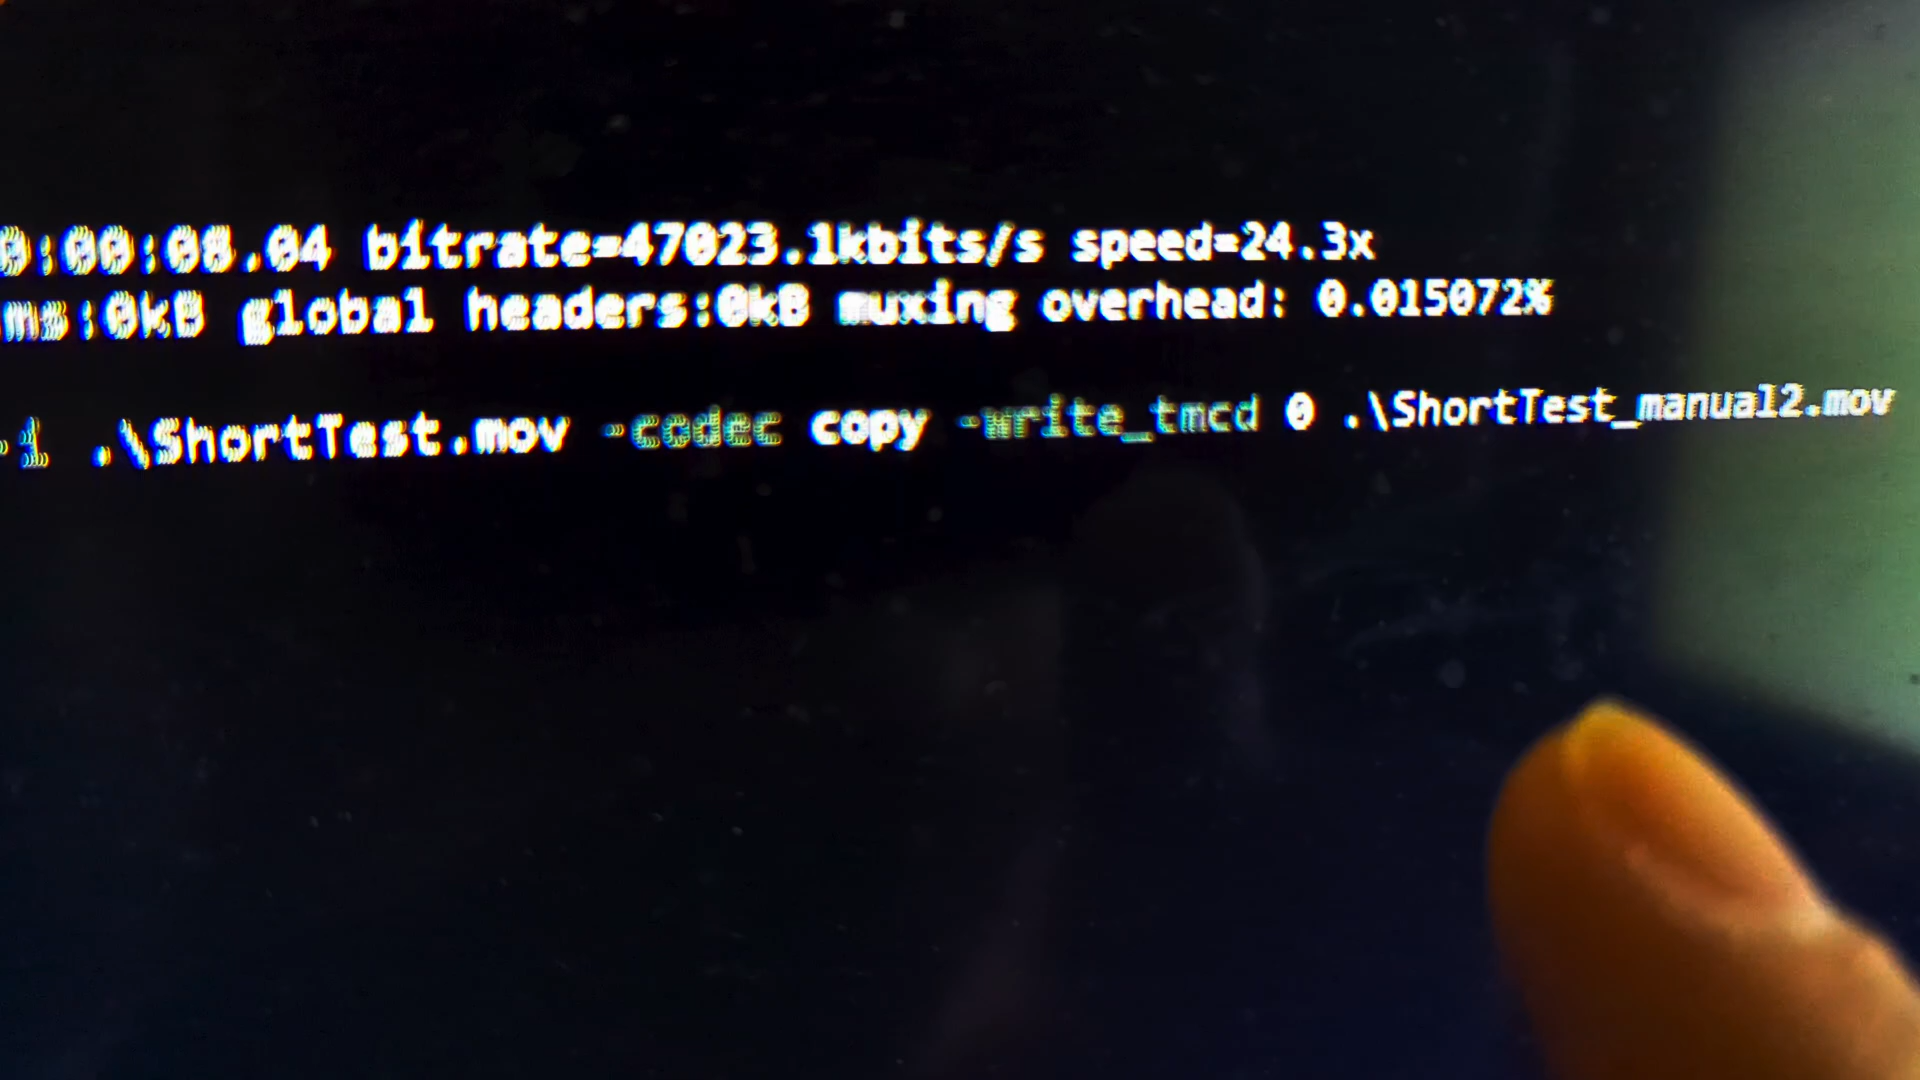 0:00:08.04 bitrate=47023.1kbits/s speed=24.3x
ms:0kB global headers:0kB muxing overhead: 0.015072%
-i .\ShortTest.mov -codec copy -write_tmcd 0 .\ShortTest_manual2.mov